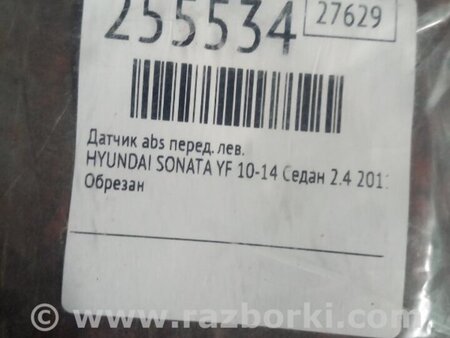 255534
27629
Датчик abs перед. лев.
HYUNDAI SONATA YF 10-14 Седан 2.4 201
Обрезан
© www.razborki.com